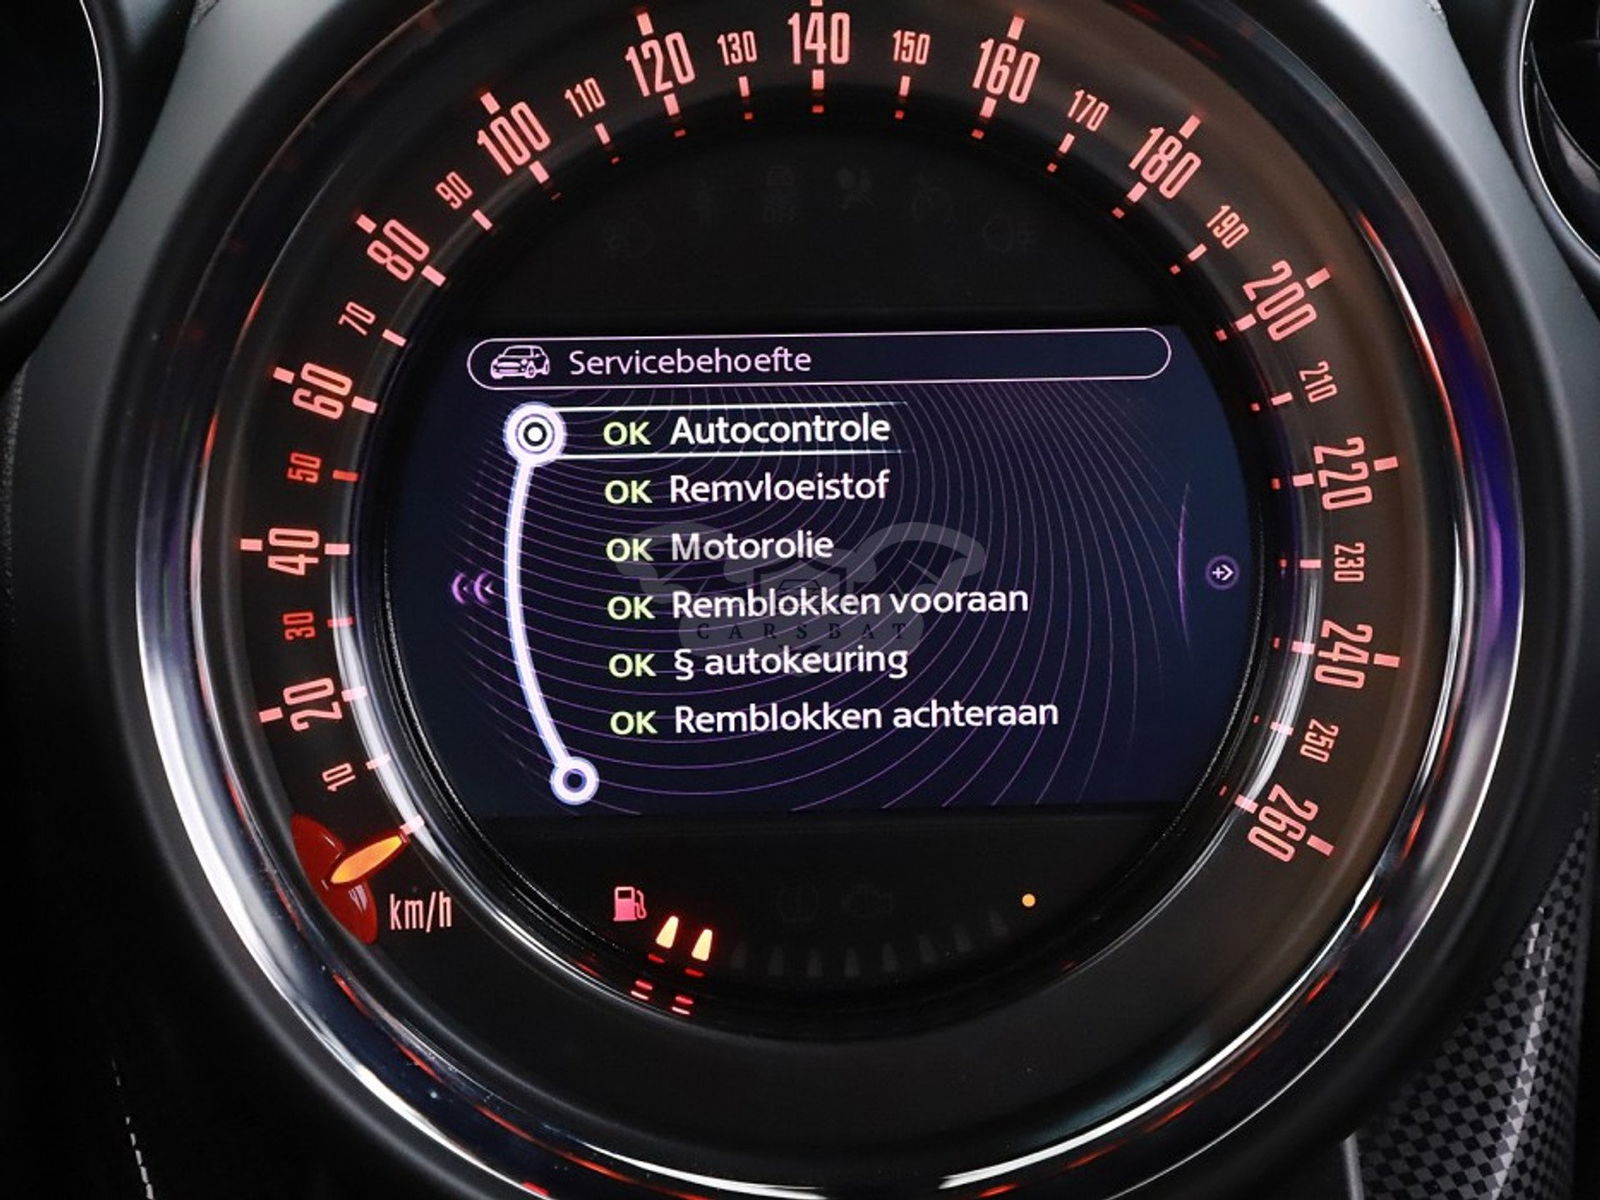 10
20
30
40
50
60
70
80
90
100
110
120
130
140
150
160
170
180
190
200
210
220
230
240
250
260
km/h
Servicebehoefte
OK Autocontrole
OK Remvloeistof
OK Motorolie
OK Remblokken vooraan
CARSBAT
OK § autokeuring
OK Remblokken achteraan